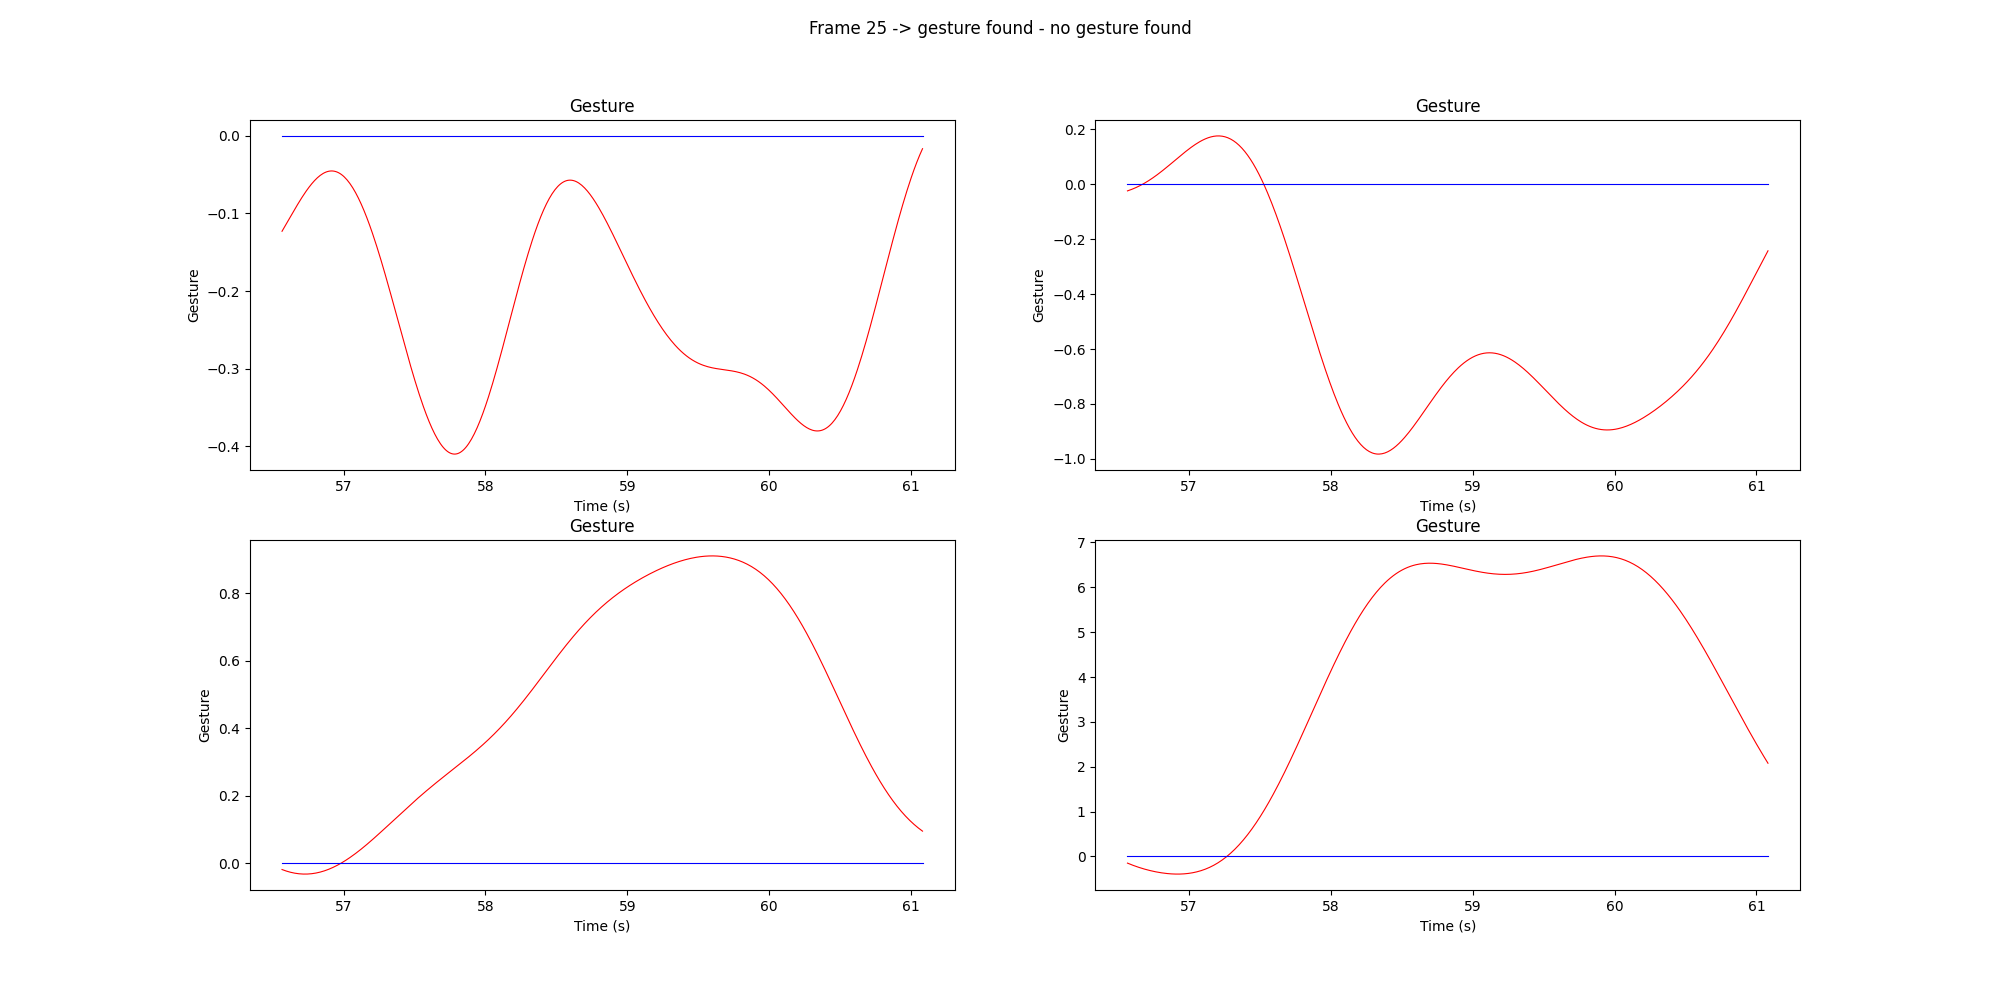 Frame 25 -> gesture found - no gesture found
Gesture
Gesture
0.0
−0.1
−0.2
−0.3
−0.4
57 58 59 60 61
Time (s)
Gesture
Gesture
0.2
0.0
−0.2
−0.4
−0.6
−0.8
−1.0
57 58 59 60 61
Time (s)
Gesture
Gesture
0.8
0.6
0.4
0.2
0.0
57 58 59 60 61
Time (s)
Gesture
Gesture
7
6
5
4
3
2
1
0
57 58 59 60 61
Time (s)